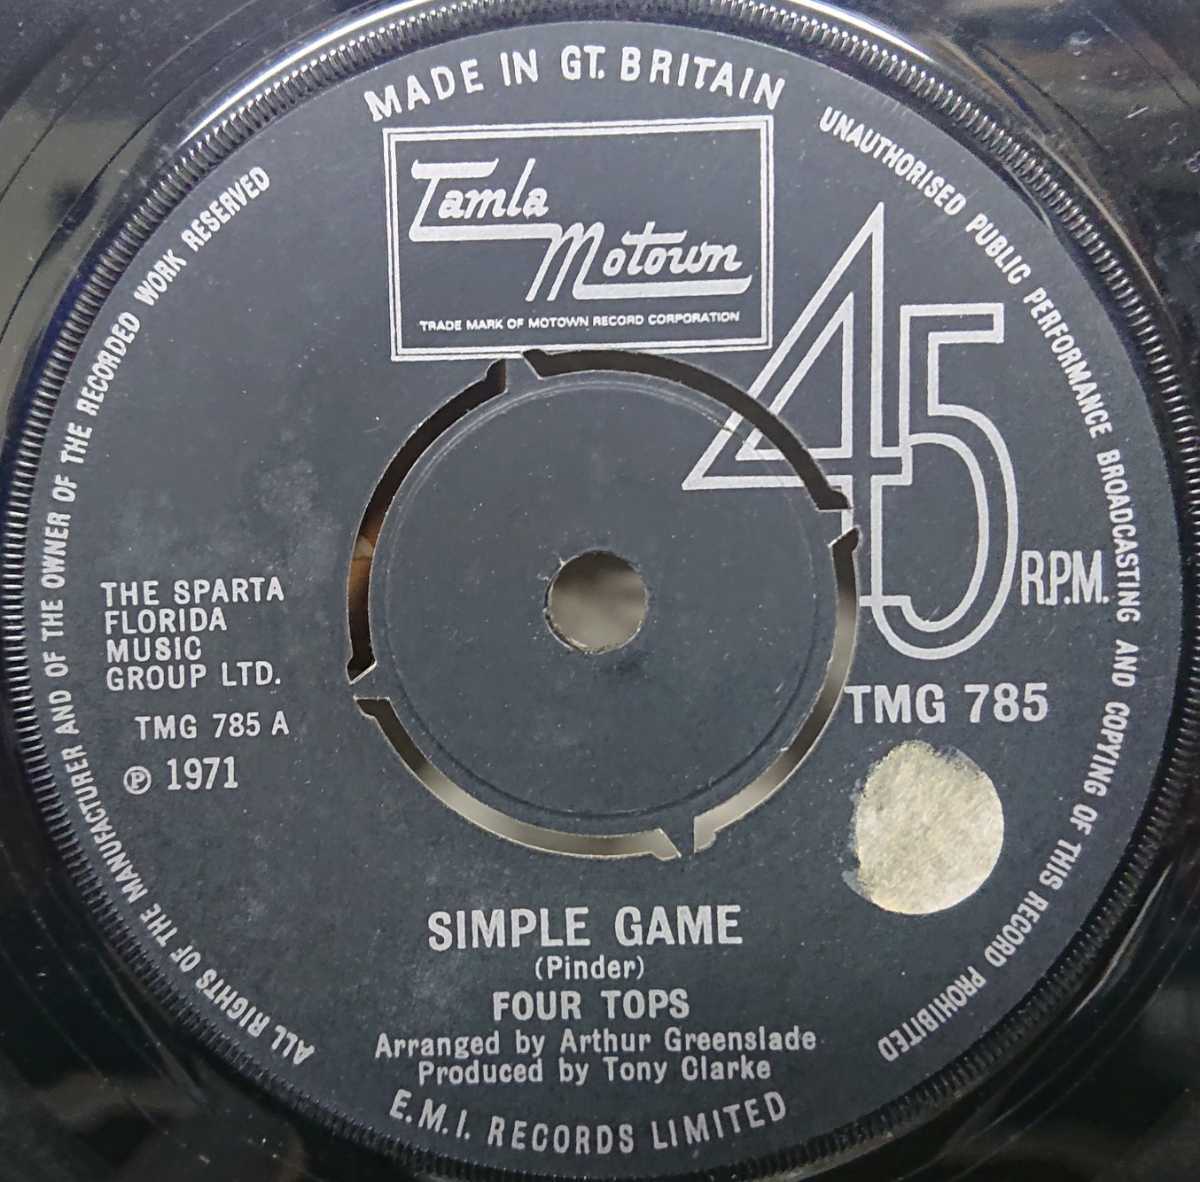 MADE IN GT. BRITAIN
UNAUTHORISED PUBLIC PERFORMANCE BROADCASTING AND COPYING OF THIS RECORD PROHIBITED
ALL RIGHTS OF THE MANUFACTURER AND OF THE OWNER OF THE RECORDED WORK RESERVED
Tamla
Motown
TRADE MARK OF MOTOWN RECORD CORPORATION
45
R.P.M.
THE SPARTA
FLORIDA
MUSIC
GROUP LTD.
TMG 785 A
℗ 1971
TMG 785
SIMPLE GAME
(Pinder)
FOUR TOPS
Arranged by Arthur Greenslade
Produced by Tony Clarke
E.M.I. RECORDS LIMITED